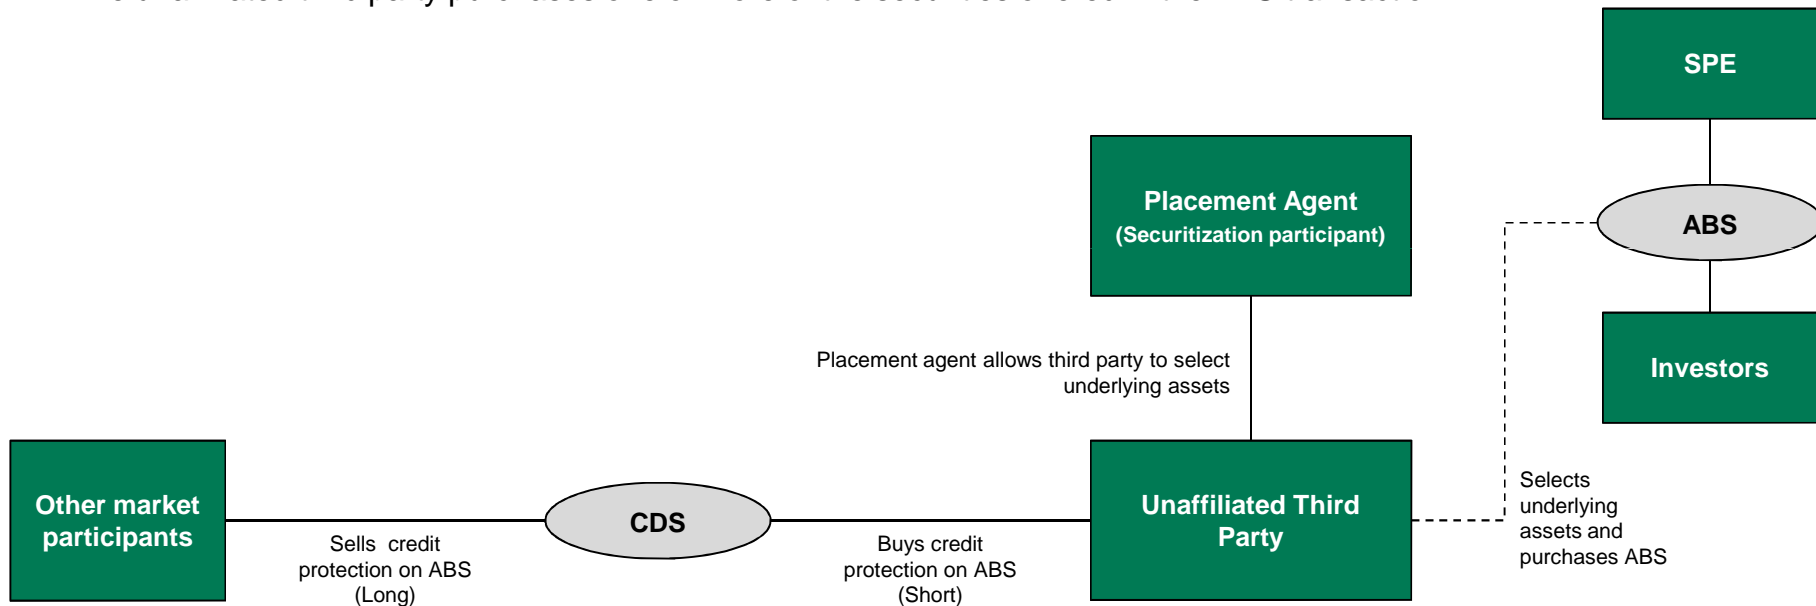 SPE
Placement Agent
(Securitization participant)
ABS
Placement agent allows third party to select
underlying assets
Investors
Other market
participants
CDS
Unaffiliated Third
Party
Selects
underlying
assets and
purchases ABS
Sells credit
protection on ABS
(Long)
Buys credit
protection on ABS
(Short)